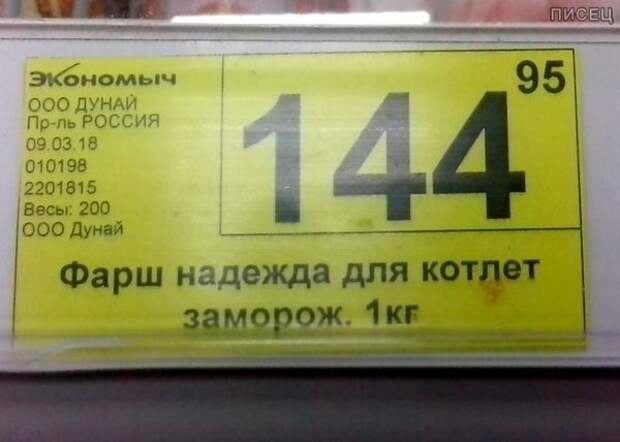 ПИСЕЦ
Экономыч
ООО ДУНАЙ
Пр-ль РОССИЯ
09.03.18
010198
2201815
Весы: 200
ООО Дунай
144 95
Фарш надежда для котлет
заморож. 1кг